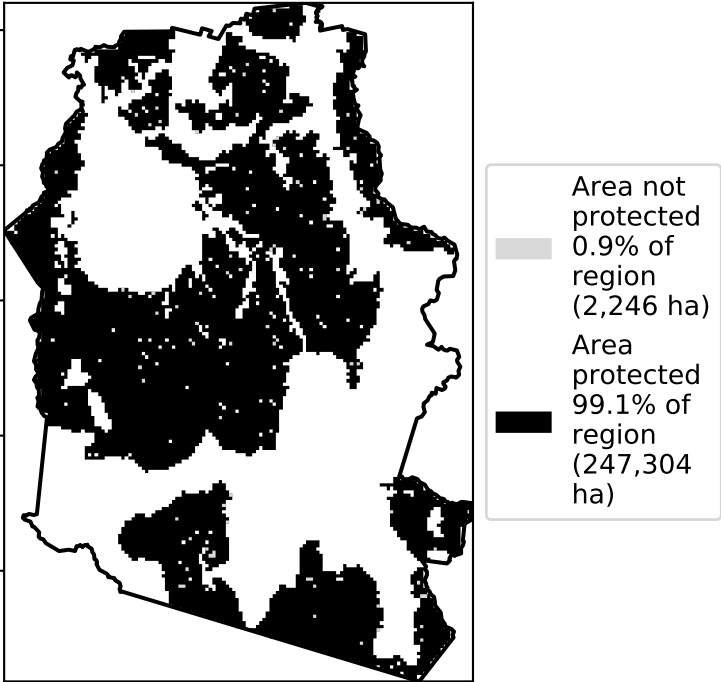 Area not
protected
0.9% of
region
(2,246 ha)
Area
protected
99.1% of
region
(247,304
ha)